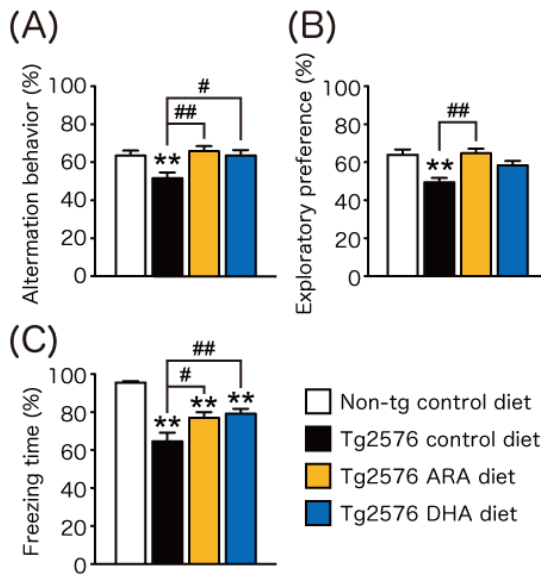 (A)
Altermation behavior (%)
100
80
60
40
20
0
**
##
#
(B)
Exploratory preference (%)
100
80
60
40
20
0
**
##
(C)
Freezing time (%)
100
80
60
40
20
0
**
**
**
#
##
Non-tg control diet
Tg2576 control diet
Tg2576 ARA diet
Tg2576 DHA diet